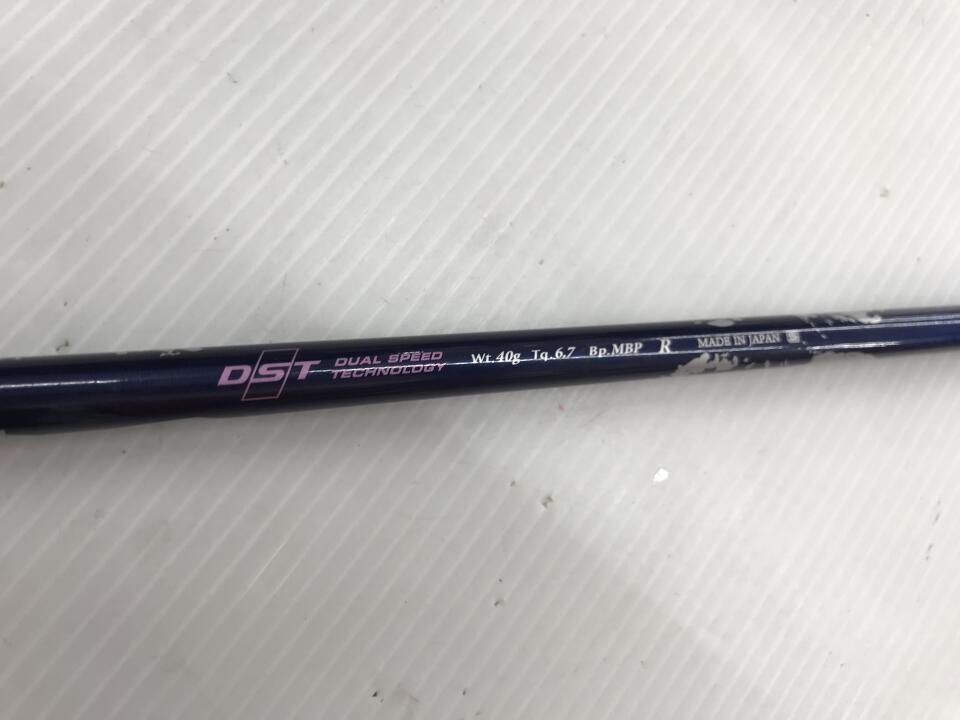 DST DUAL SPEED TECHNOLOGY Wt.40g Tq.6.7 Bp.MBP R MADE IN JAPAN